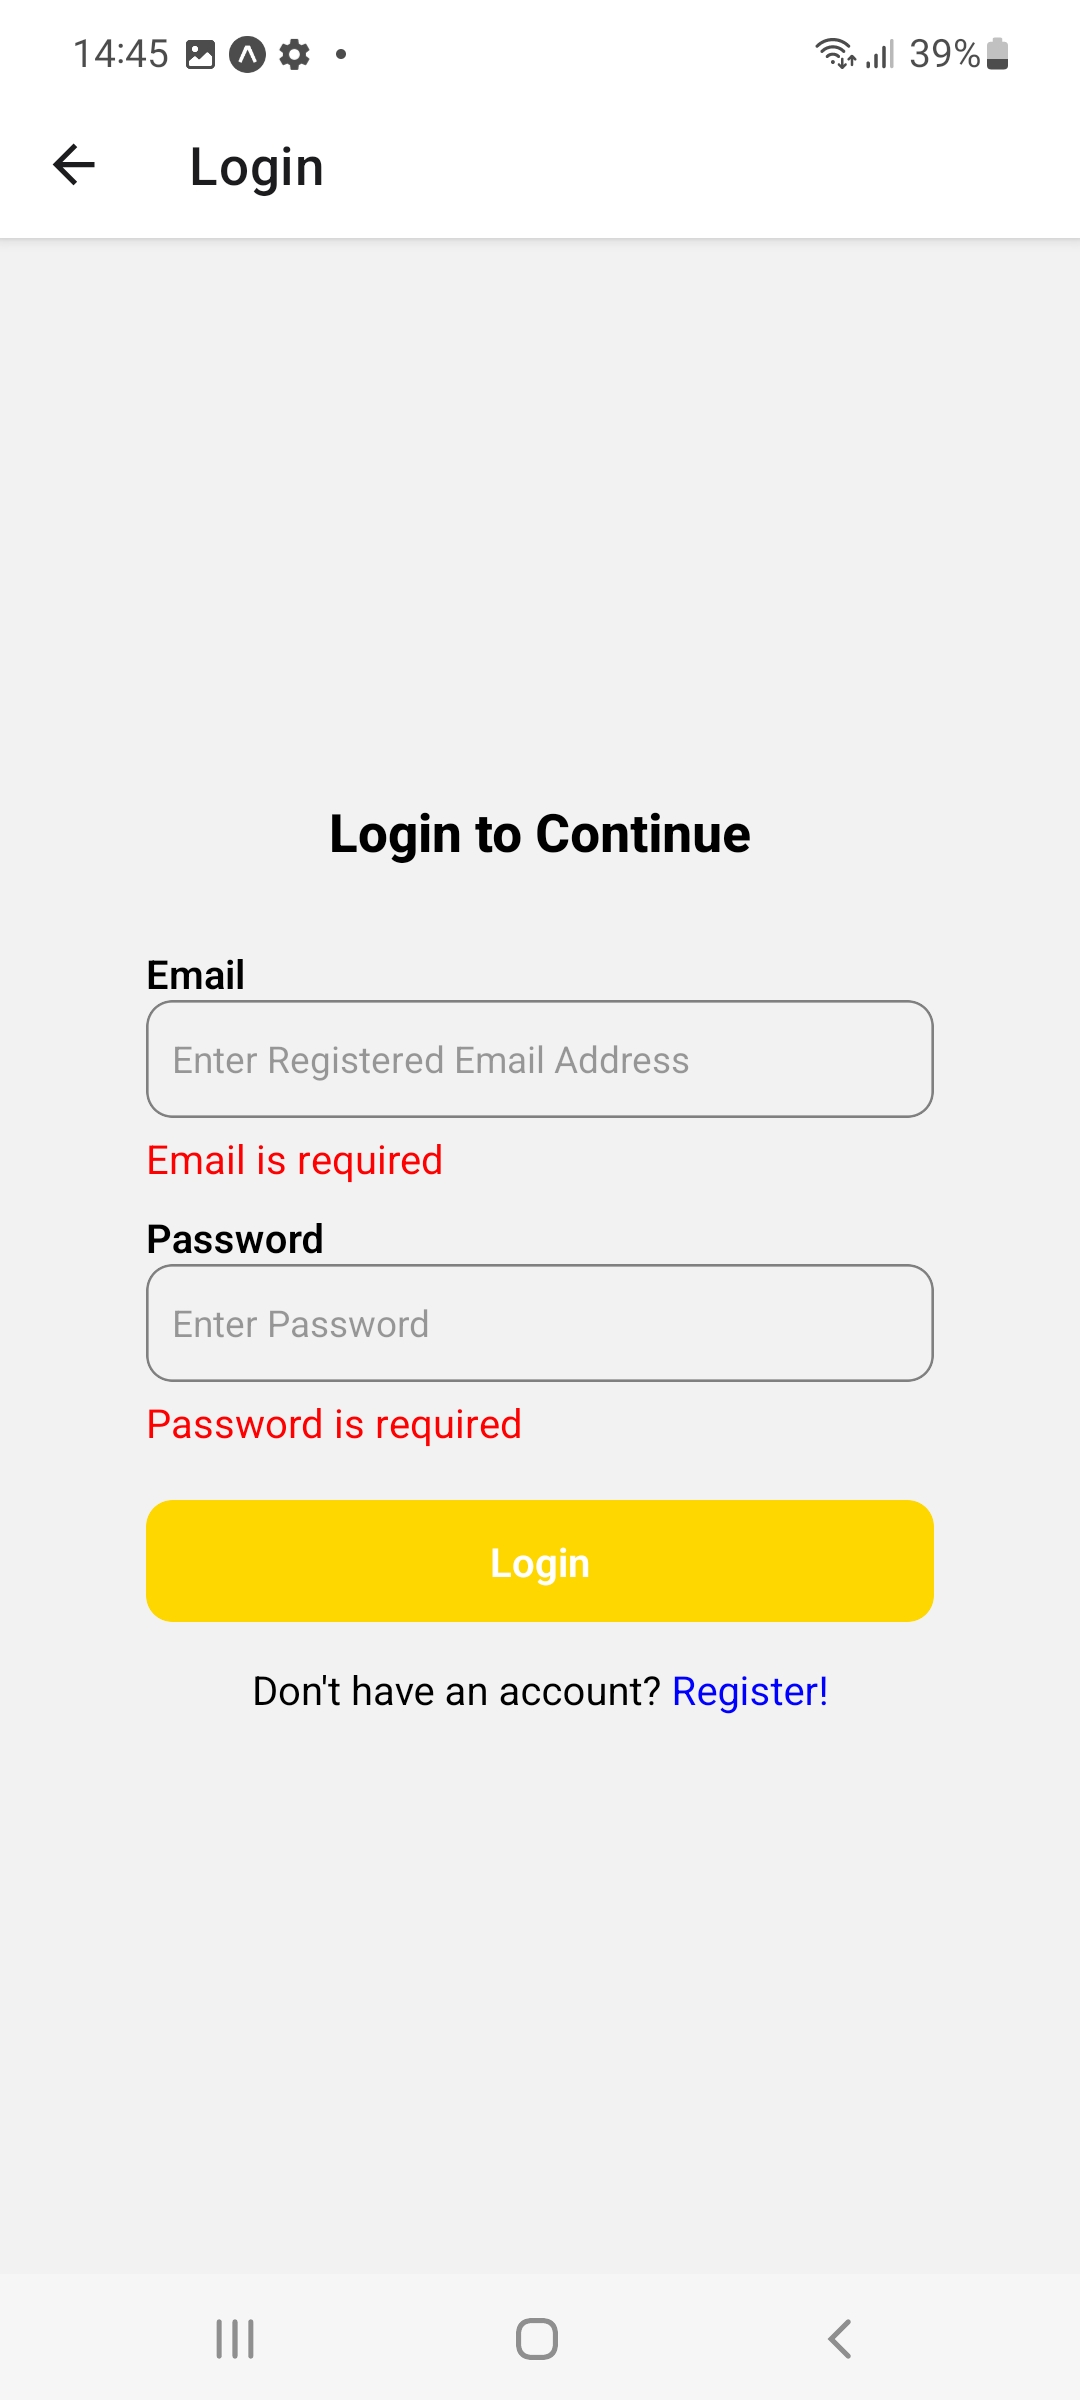 14:45 39%
Login
Login to Continue
Email
Enter Registered Email Address
Email is required
Password
Enter Password
Password is required
Login
Don't have an account? Register!